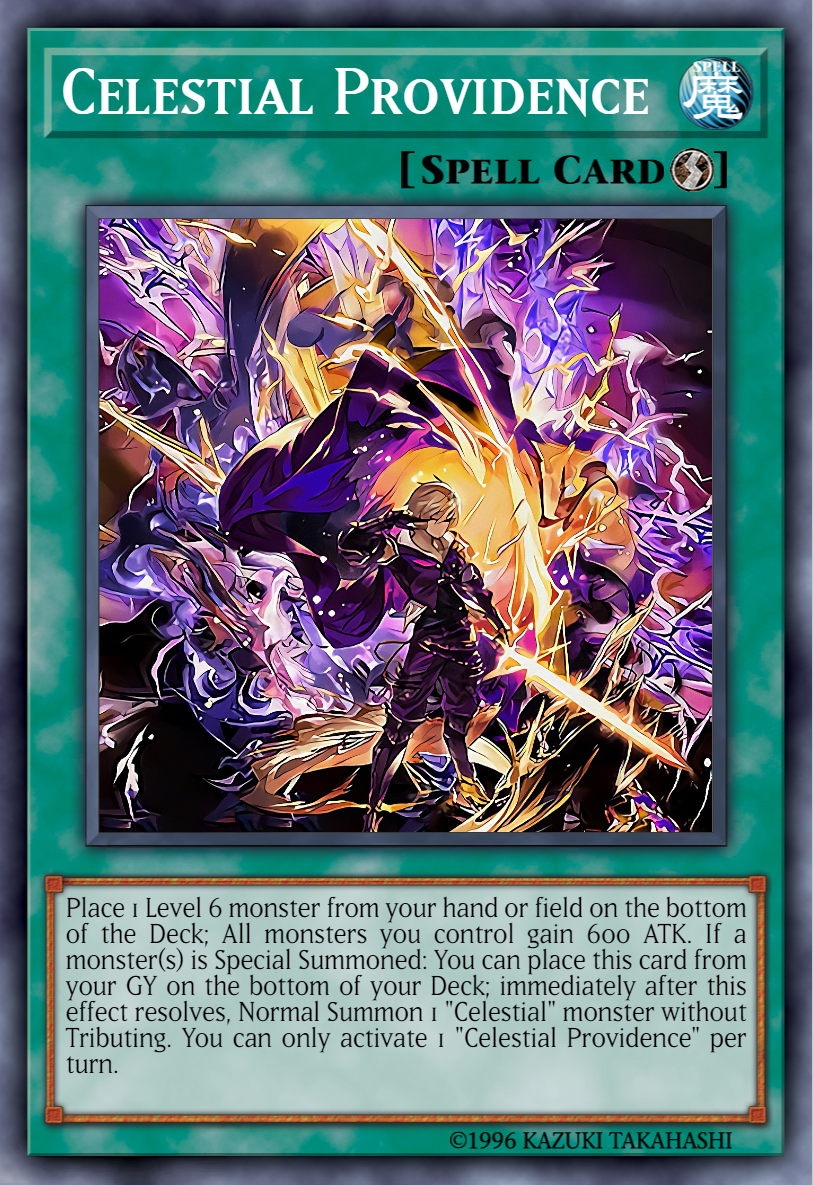 CELESTIAL PROVIDENCE
SPELL
魔
[SPELL CARD]
Place 1 Level 6 monster from your hand or field on the bottom
of the Deck; All monsters you control gain 600 ATK. If a
monster(s) is Special Summoned: You can place this card from
your GY on the bottom of your Deck; immediately after this
effect resolves, Normal Summon 1 "Celestial" monster without
Tributing. You can only activate 1 "Celestial Providence" per
turn.
©1996 KAZUKI TAKAHASHI